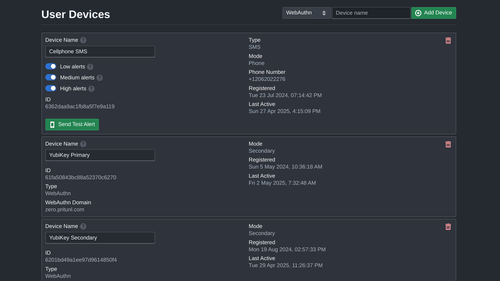 User Devices
WebAuthn
Device name
Add Device
Device Name
Cellphone SMS
Low alerts
Medium alerts
High alerts
ID
6362daa9ac1fb8a5f7e9a119
Send Test Alert
Type
SMS
Mode
Phone
Phone Number
+12062022276
Registered
Tue 23 Jul 2024, 07:14:42 PM
Last Active
Sun 27 Apr 2025, 4:15:09 PM
Device Name
YubiKey Primary
ID
61fa50843bc88a52370c6270
Type
WebAuthn
WebAuthn Domain
zero.pritunl.com
Mode
Secondary
Registered
Sun 5 May 2024, 10:36:18 AM
Last Active
Fri 2 May 2025, 7:32:48 AM
Device Name
YubiKey Secondary
ID
6201bd49a1ee97d9614850f4
Type
WebAuthn
Mode
Secondary
Registered
Mon 19 Aug 2024, 02:57:33 PM
Last Active
Tue 29 Apr 2025, 11:26:37 PM